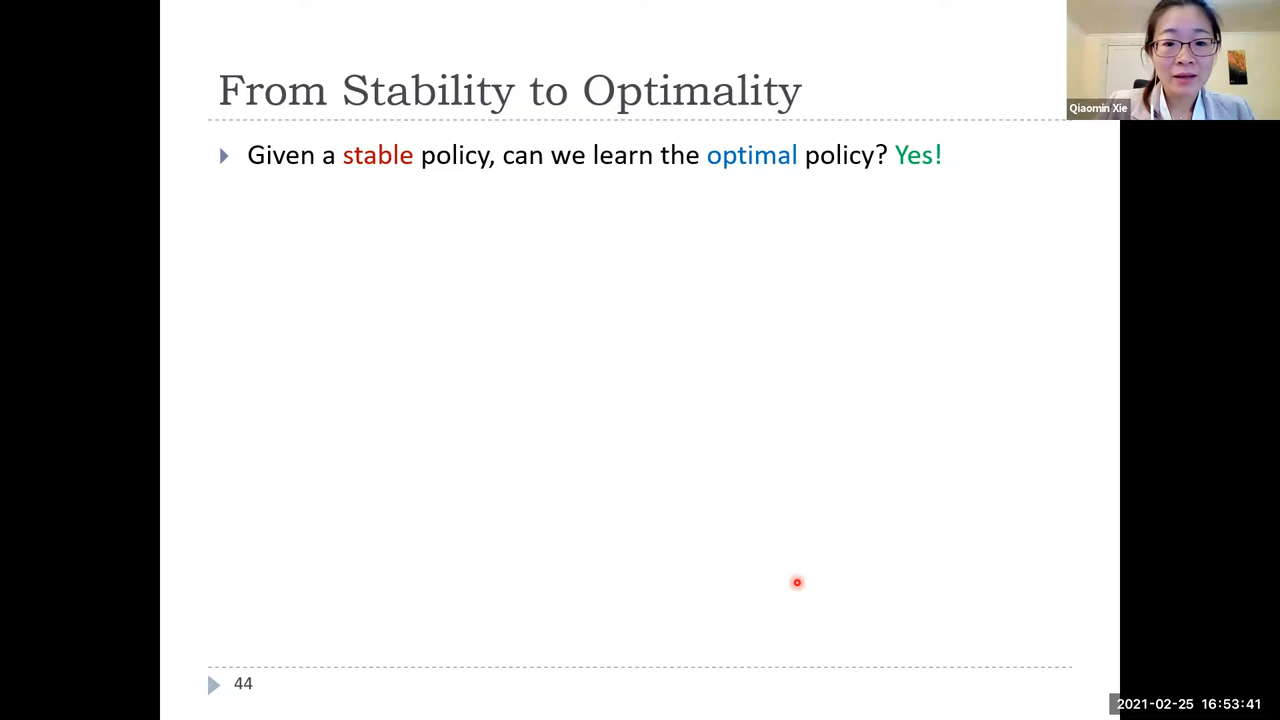 From Stability to Optimality
Qiaomin Xie
Given a stable policy, can we learn the optimal policy? Yes!
44
2021-02-25 16:53:41